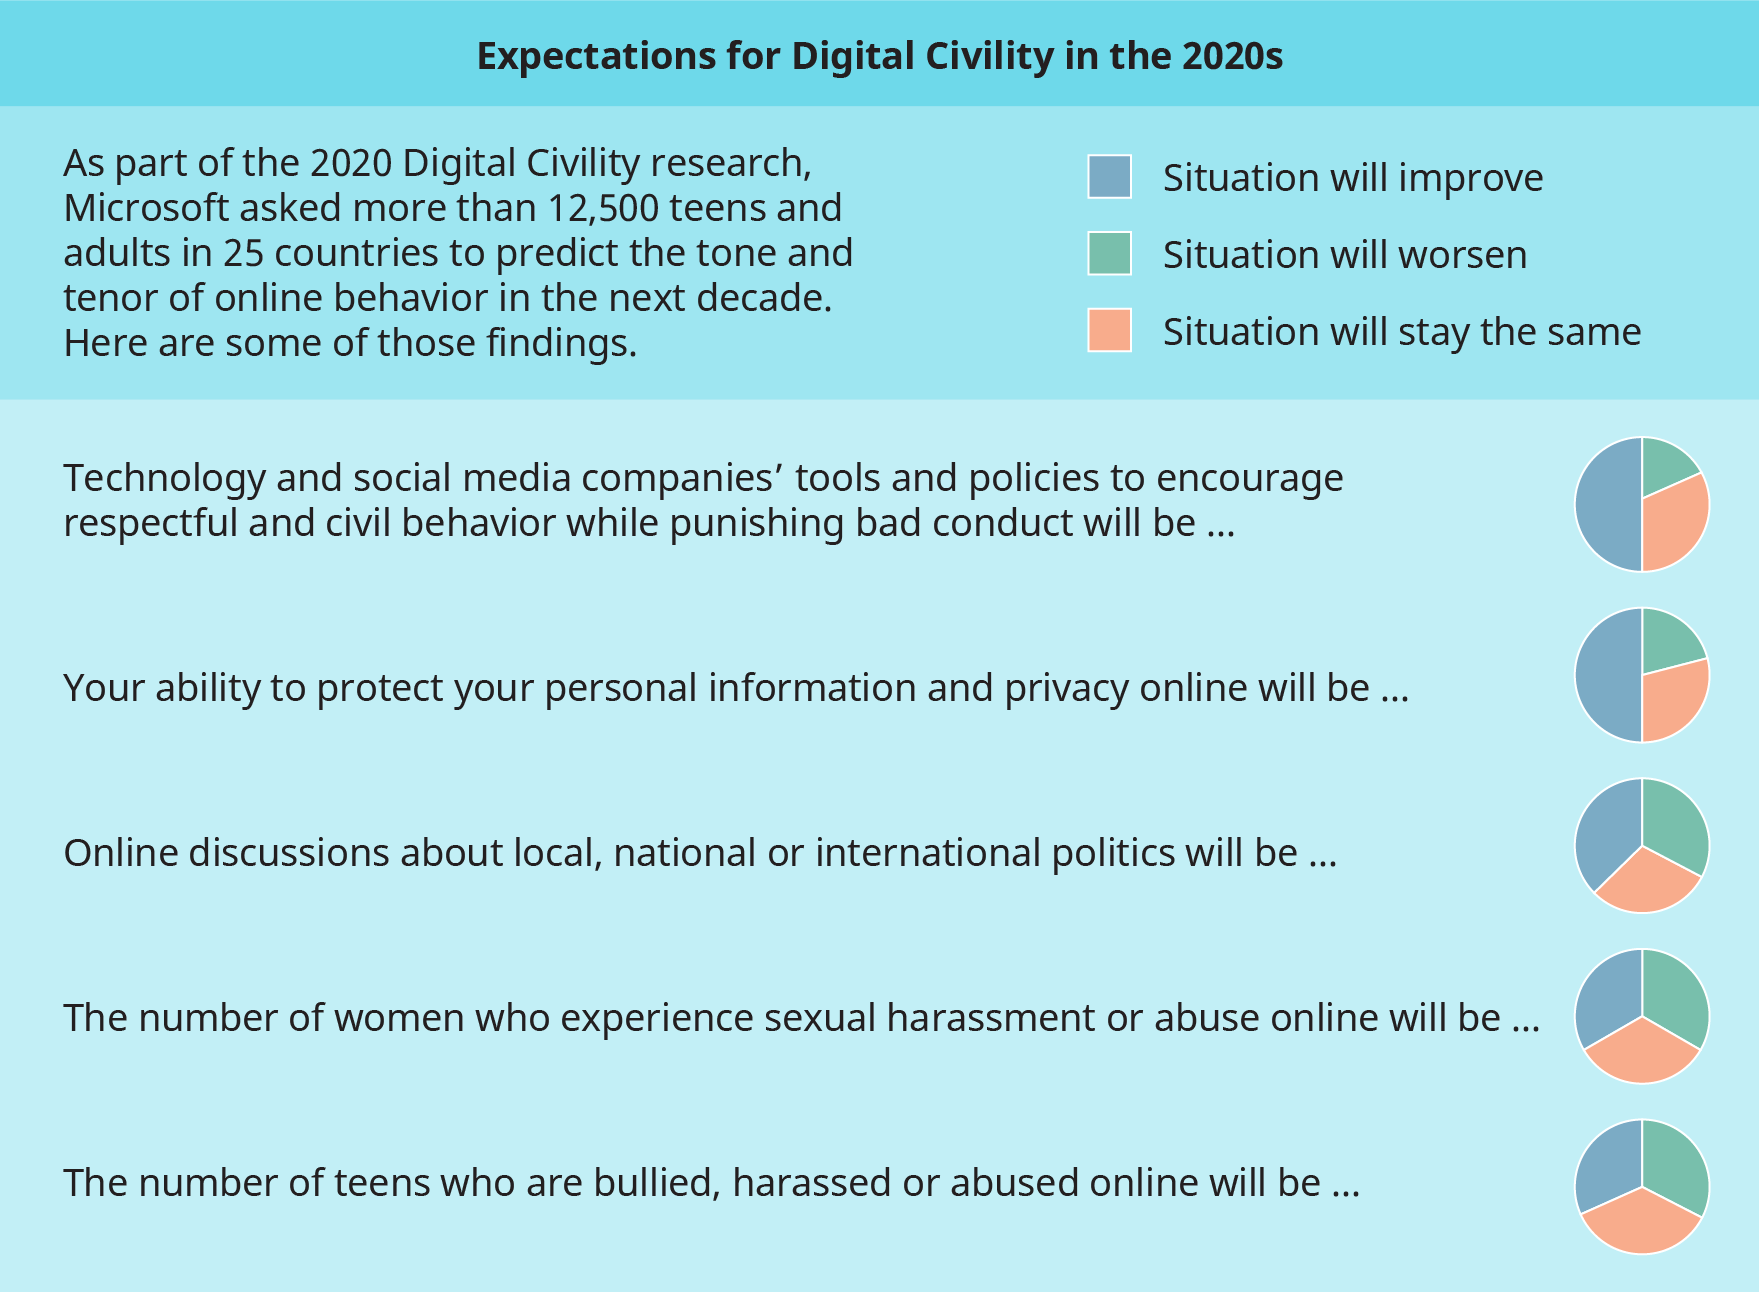 Expectations for Digital Civility in the 2020s
As part of the 2020 Digital Civility research,
Microsoft asked more than 12,500 teens and
adults in 25 countries to predict the tone and
tenor of online behavior in the next decade.
Here are some of those findings.
Situation will improve
Situation will worsen
Situation will stay the same
Technology and social media companies’ tools and policies to encourage
respectful and civil behavior while punishing bad conduct will be ...
Your ability to protect your personal information and privacy online will be ...
Online discussions about local, national or international politics will be ...
The number of women who experience sexual harassment or abuse online will be ...
The number of teens who are bullied, harassed or abused online will be ...